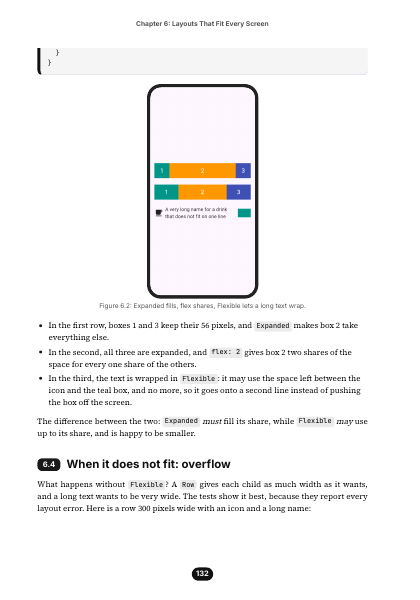 Chapter 6: Layouts That Fit Every Screen
}
}
1 2 3
1 2 3
A very long name for a drink
that does not fit on one line
Figure 6.2: Expanded fills, flex shares, Flexible lets a long text wrap.
• In the first row, boxes 1 and 3 keep their 56 pixels, and Expanded makes box 2 take
everything else.
• In the second, all three are expanded, and flex: 2 gives box 2 two shares of the
space for every one share of the others.
• In the third, the text is wrapped in Flexible: it may use the space left between the
icon and the teal box, and no more, so it goes onto a second line instead of pushing
the box off the screen.
The difference between the two: Expanded must fill its share, while Flexible may use
up to its share, and is happy to be smaller.
6.4 When it does not fit: overflow
What happens without Flexible? A Row gives each child as much width as it wants,
and a long text wants to be very wide. The tests show it best, because they report every
layout error. Here is a row 300 pixels wide with an icon and a long name:
132